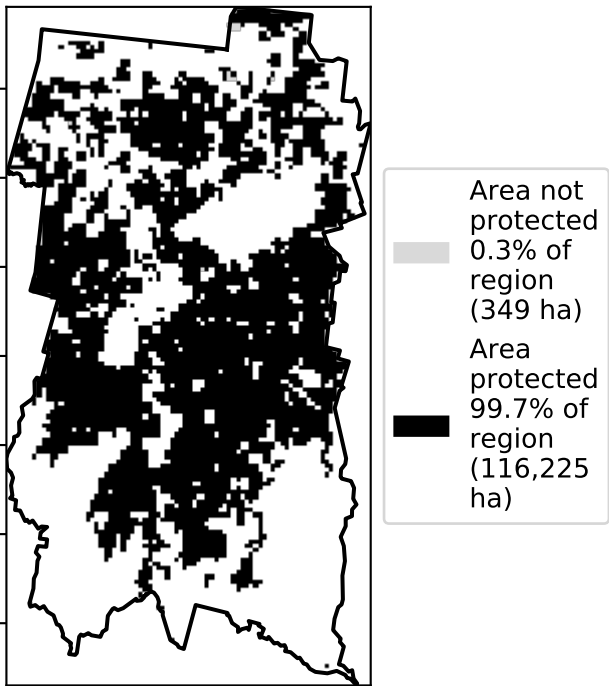 Area not
protected
0.3% of
region
(349 ha)
Area
protected
99.7% of
region
(116,225
ha)